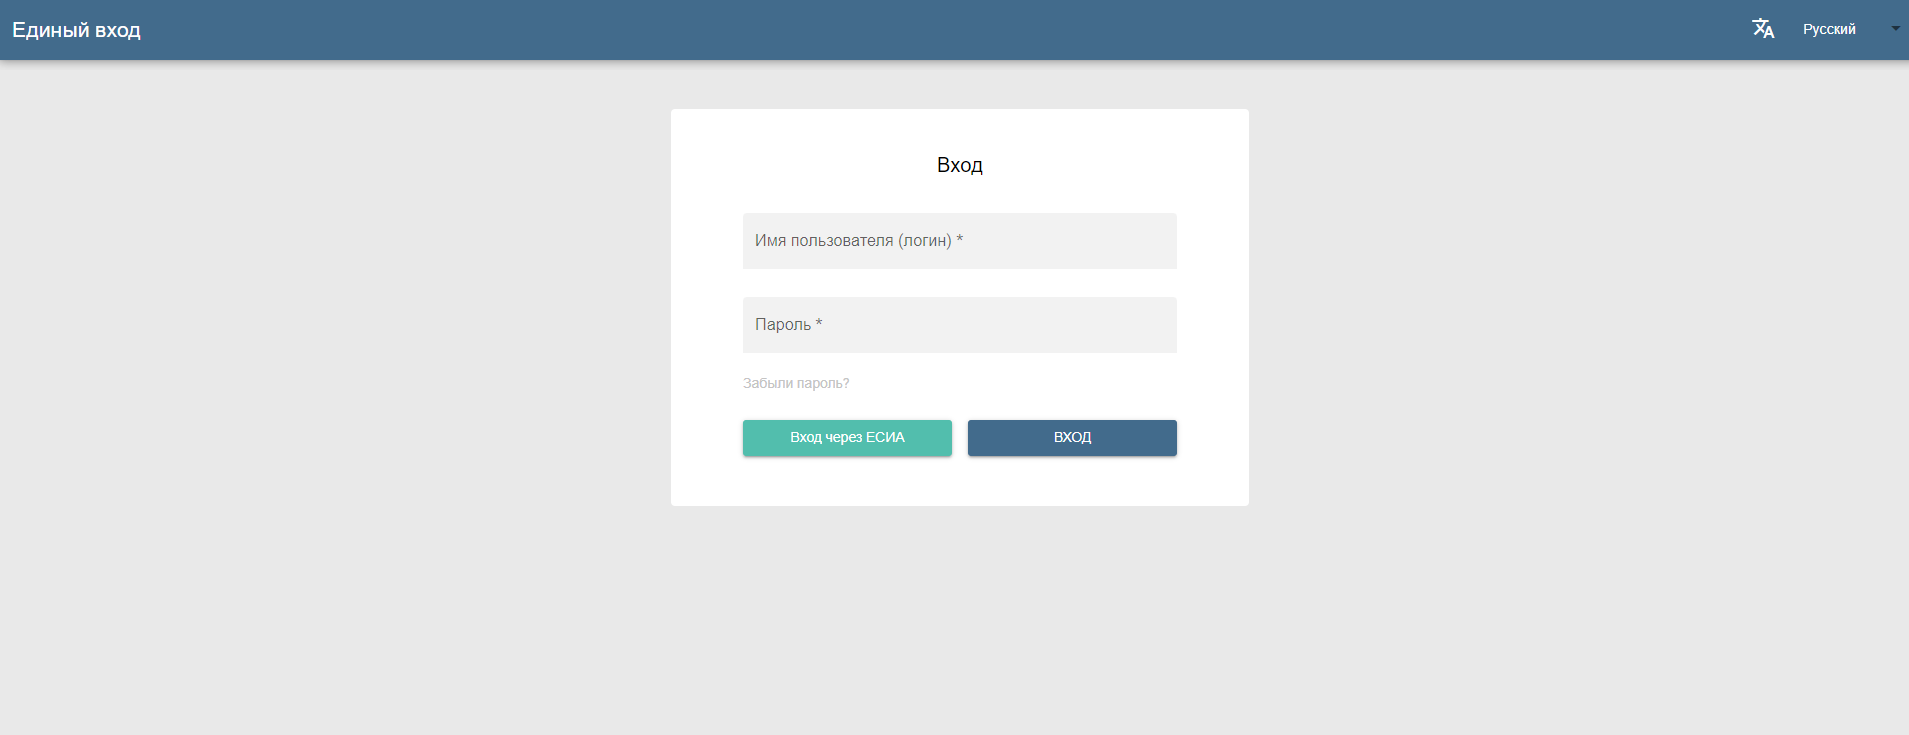 Единый вход
Русский
Вход
Имя пользователя (логин) *
Пароль *
Забыли пароль?
Вход через ЕСИА
ВХОД